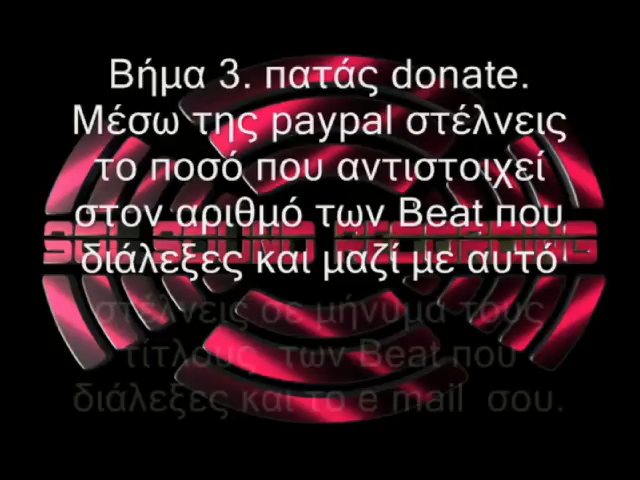 Βήμα 3. πατάς donate.
Μέσω της paypal στέλνεις
το ποσό που αντιστοιχεί
στον αριθμό των Beat που
διάλεξες και μαζί με αυτό
στέλνεις σε μήνυμα τους
τίτλους των Beat που
διάλεξες και το e mail σου.